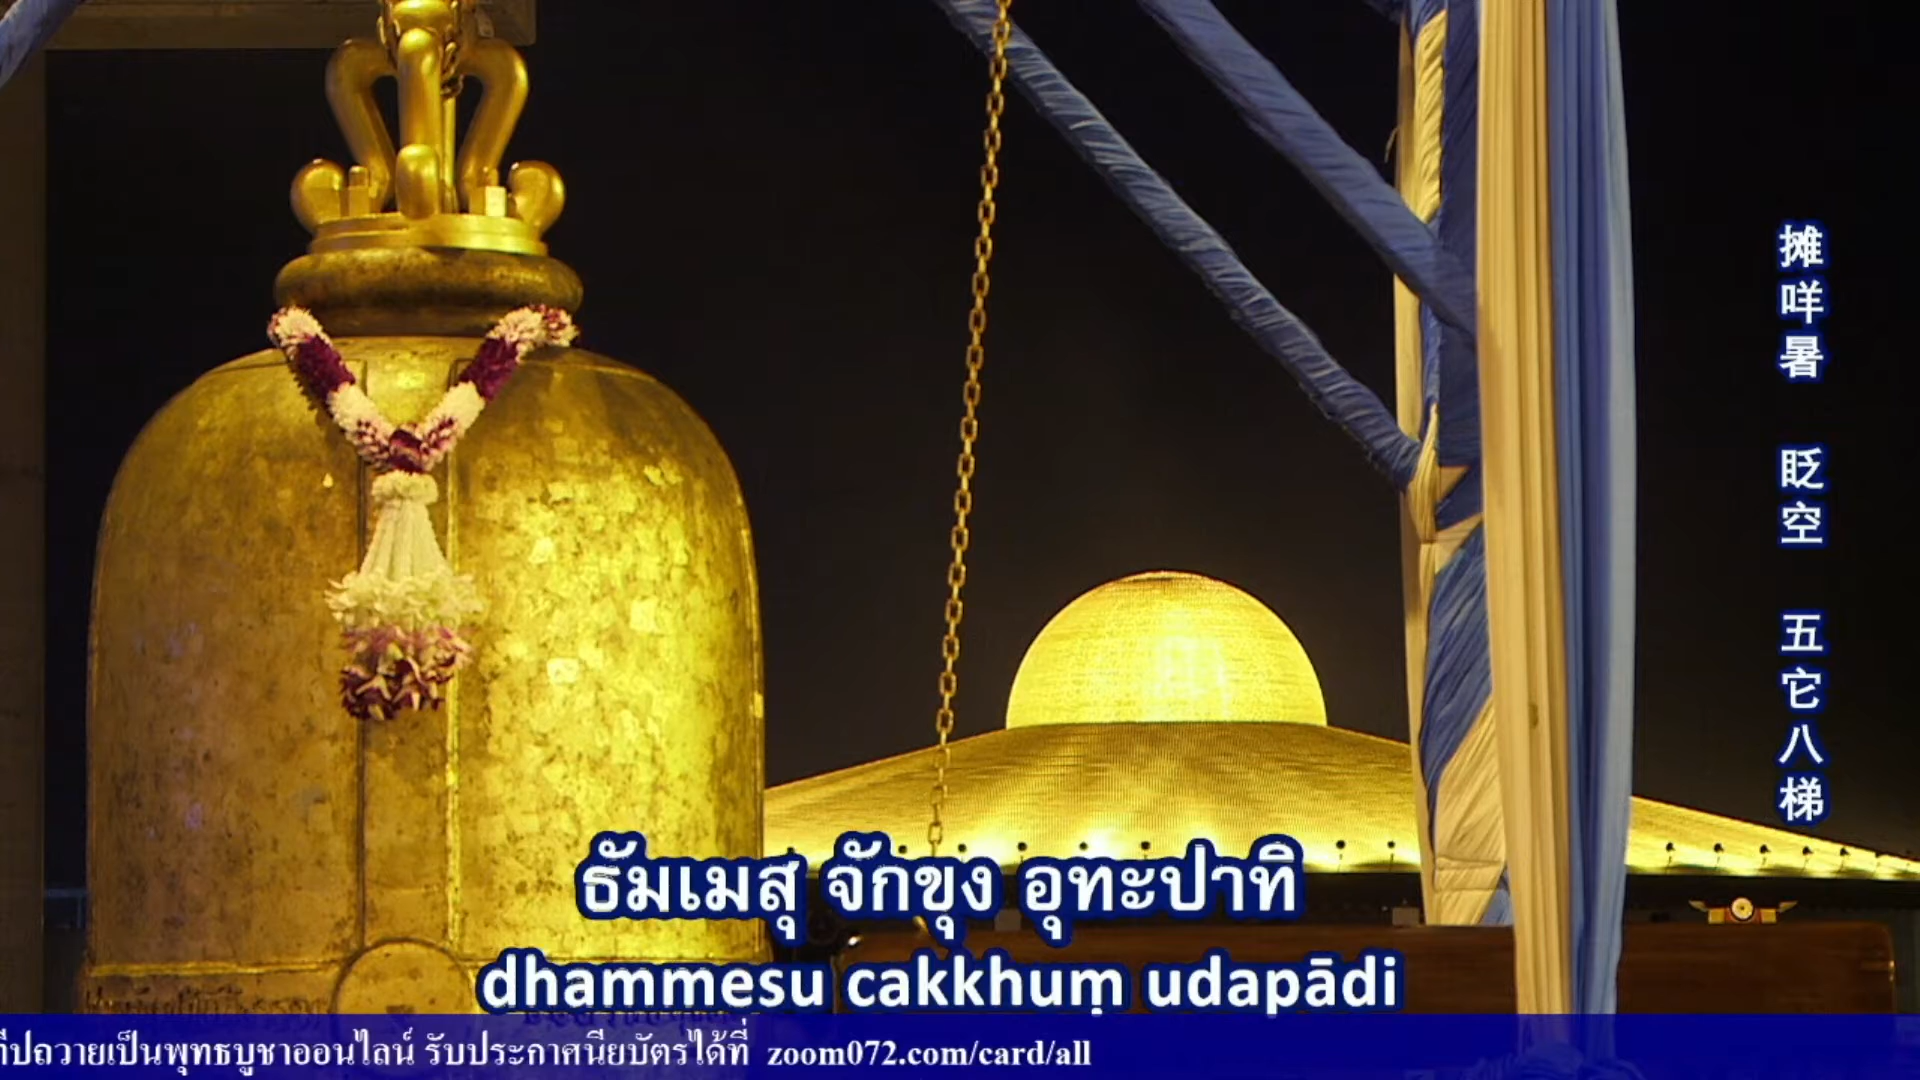 摊咩暑 眨空 五它八梯
ธัมเมสุ จักขุง อุทะปาทิ
dhammesu cakkhuṃ udapādi
ทีปถวายเป็นพุทธบูชาออนไลน์ รับประกาศนียบัตรได้ที่ zoom072.com/card/all